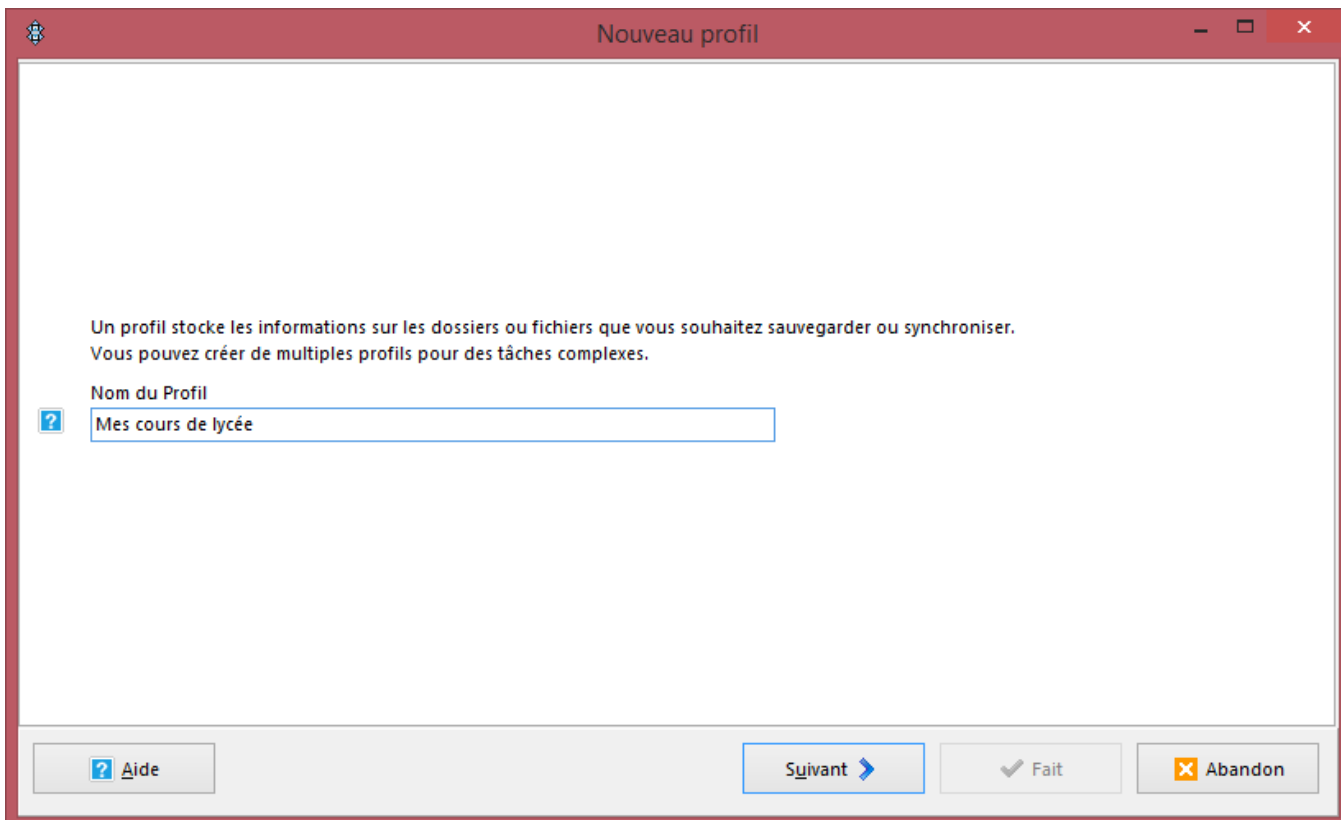 Nouveau profil
Un profil stocke les informations sur les dossiers ou fichiers que vous souhaitez sauvegarder ou synchroniser.
Vous pouvez créer de multiples profils pour des tâches complexes.
Nom du Profil
Mes cours de lycée
Aide
Suivant
Fait
Abandon